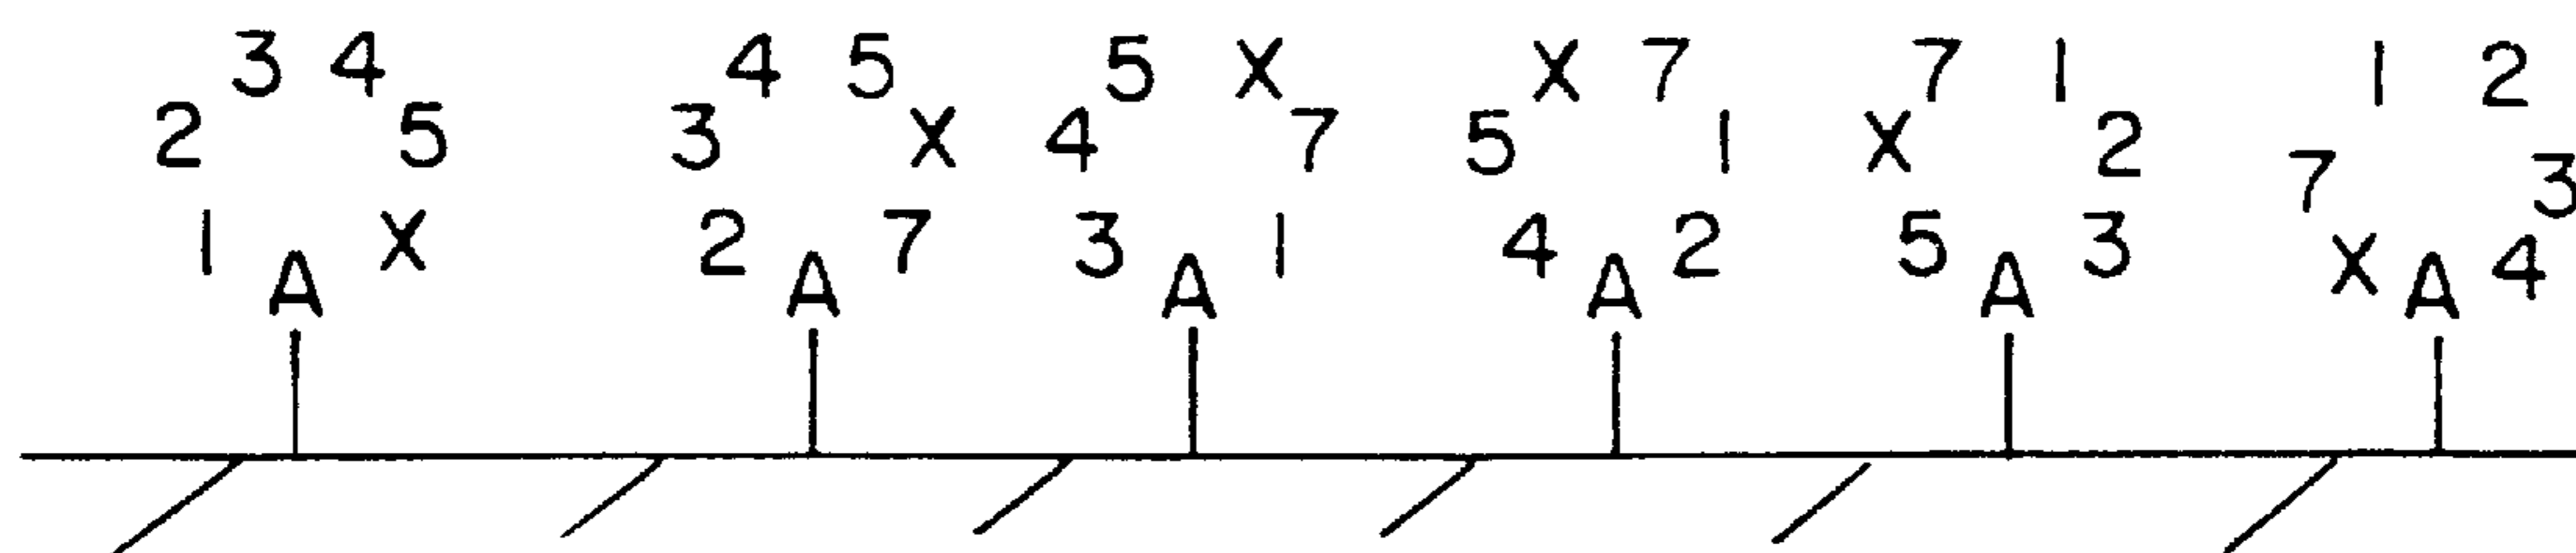 3 4 4 5 5 X X 7 7 1 1 2
2 5 3 X 4 7 5 1 X 2 7 3
1 X 2 7 3 1 4 2 5 3 X 4
A A A A A A